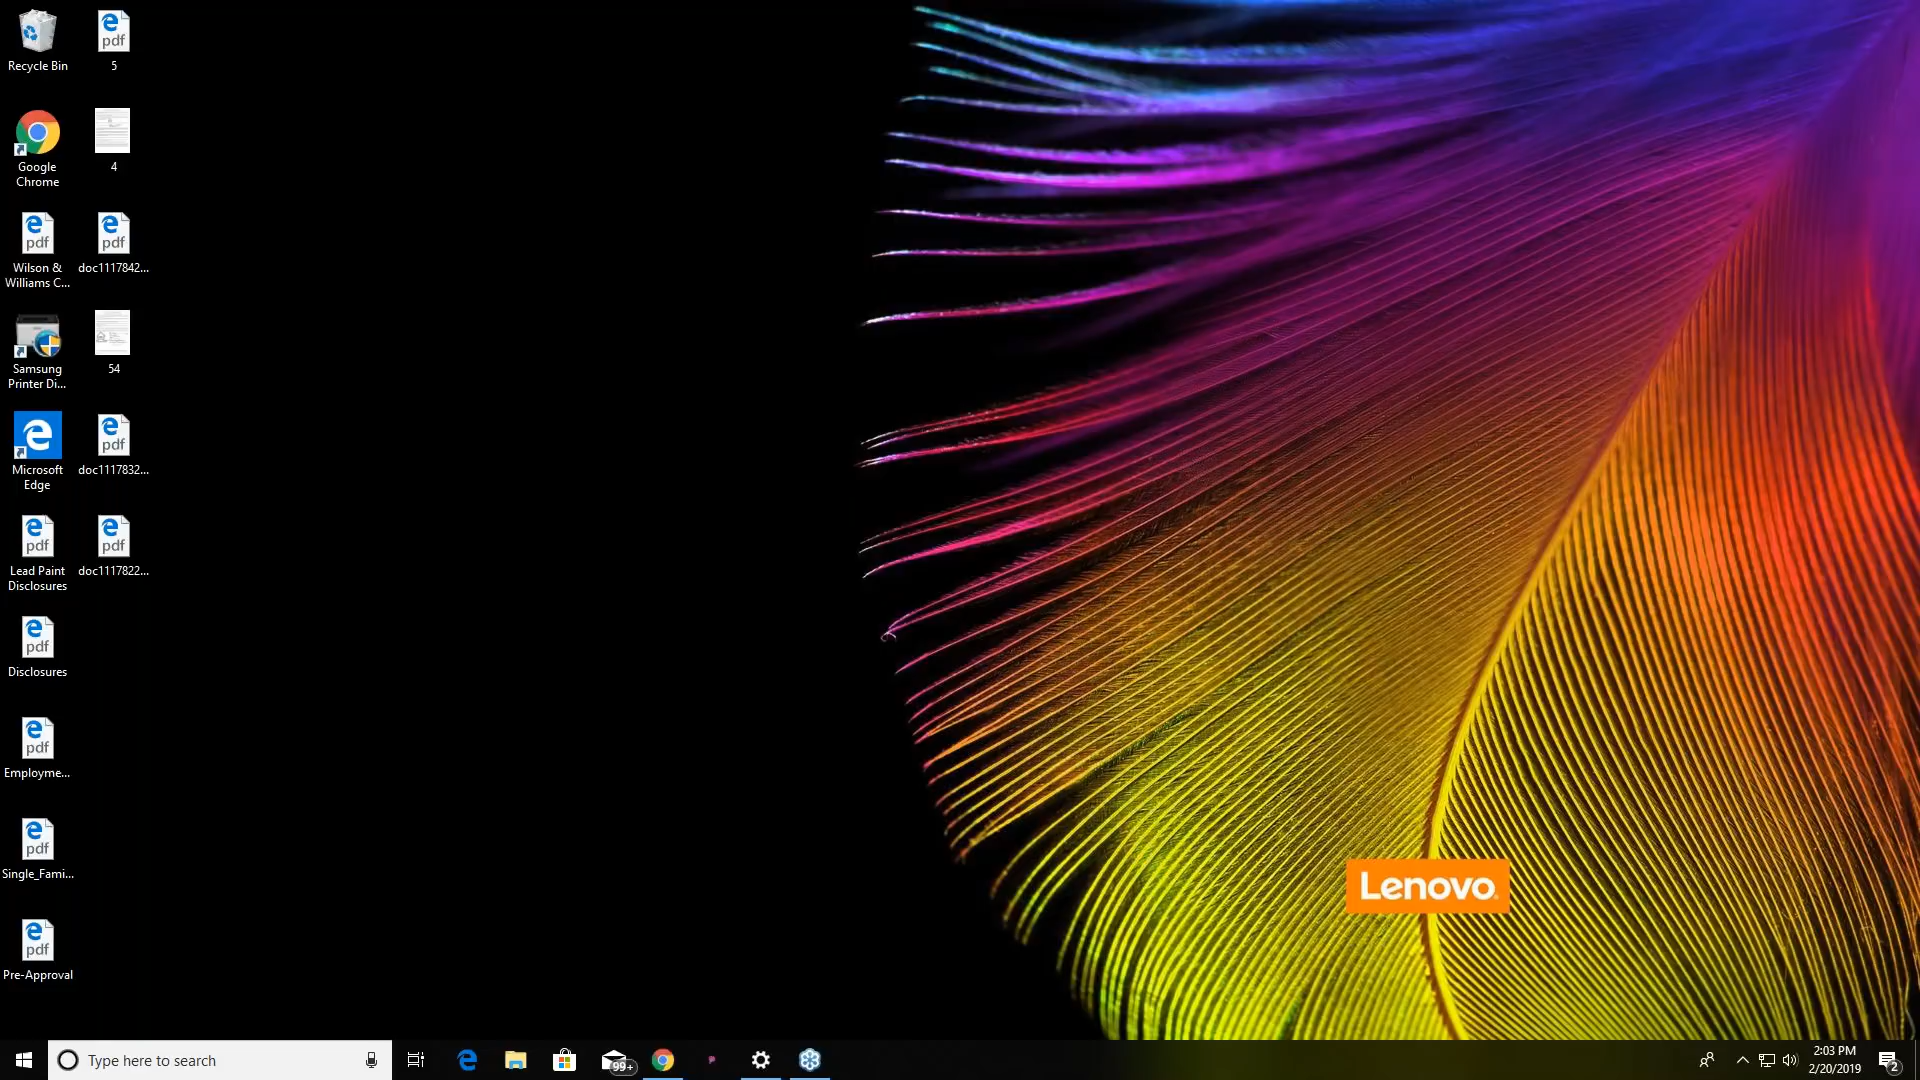 Recycle Bin
5
Google
Chrome
4
Wilson &
Williams C...
doc1117842...
Samsung
Printer Di...
54
Microsoft
Edge
doc1117832...
Lead Paint
Disclosures
doc1117822...
Disclosures
Employme...
Single_Fami...
Pre-Approval
pdf
pdf
pdf
pdf
pdf
pdf
pdf
pdf
pdf
pdf
Lenovo
Type here to search
99+
2:03 PM
2/20/2019
2